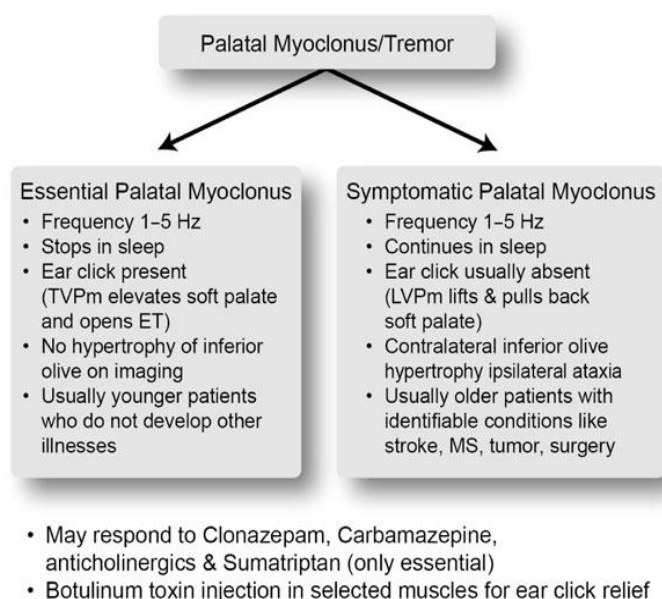 Palatal Myoclonus/Tremor
Essential Palatal Myoclonus
• Frequency 1–5 Hz
• Stops in sleep
• Ear click present
(TVPm elevates soft palate
and opens ET)
• No hypertrophy of inferior
olive on imaging
• Usually younger patients
who do not develop other
illnesses
Symptomatic Palatal Myoclonus
• Frequency 1–5 Hz
• Continues in sleep
• Ear click usually absent
(LVPm lifts & pulls back
soft palate)
• Contralateral inferior olive
hypertrophy ipsilateral ataxia
• Usually older patients with
identifiable conditions like
stroke, MS, tumor, surgery
• May respond to Clonazepam, Carbamazepine,
anticholinergics & Sumatriptan (only essential)
• Botulinum toxin injection in selected muscles for ear click relief